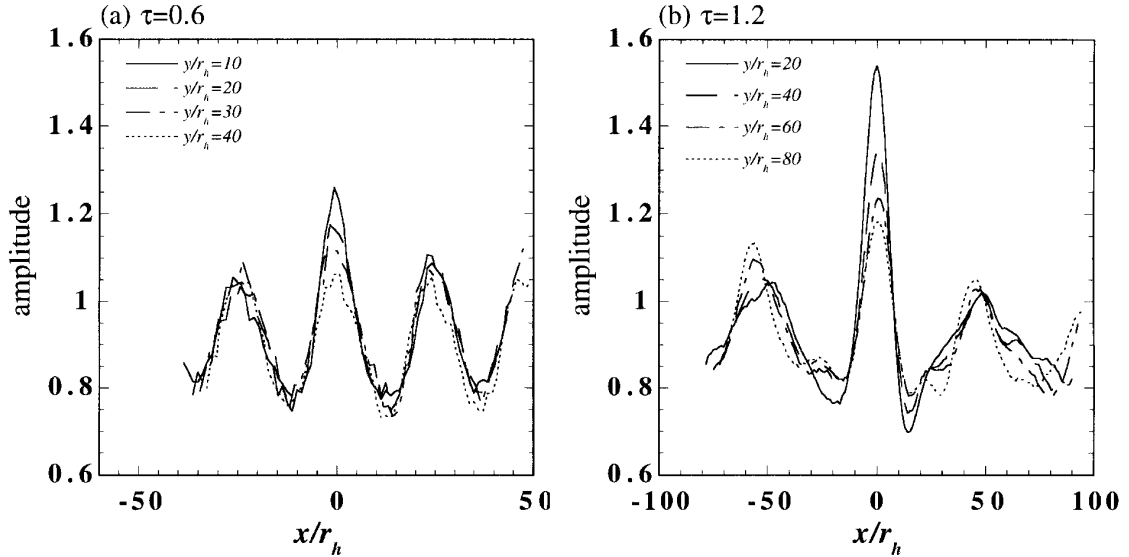 (a) τ=0.6
1.6
1.4
1.2
1
0.8
0.6
amplitude
y/r_h=10
y/r_h=20
y/r_h=30
y/r_h=40
-50 0 50
x/r_h
(b) τ=1.2
1.6
1.4
1.2
1
0.8
0.6
amplitude
y/r_h=20
y/r_h=40
y/r_h=60
y/r_h=80
-100 -50 0 50 100
x/r_h